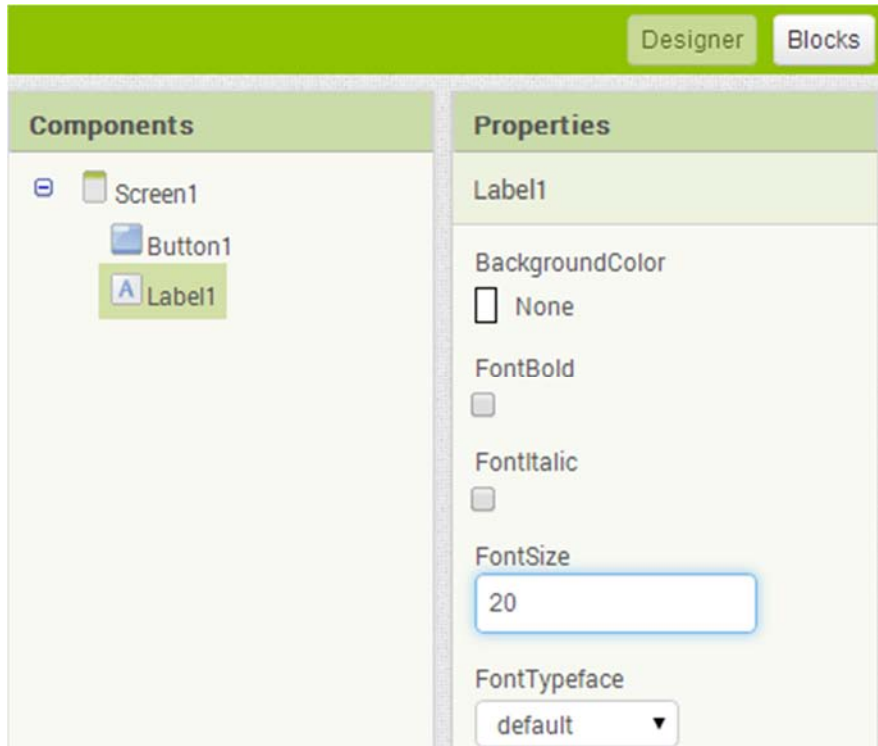 Designer Blocks
Components
Screen1
Button1
A Label1
Properties
Label1
BackgroundColor
None
FontBold
FontItalic
FontSize
20
FontTypeface
default